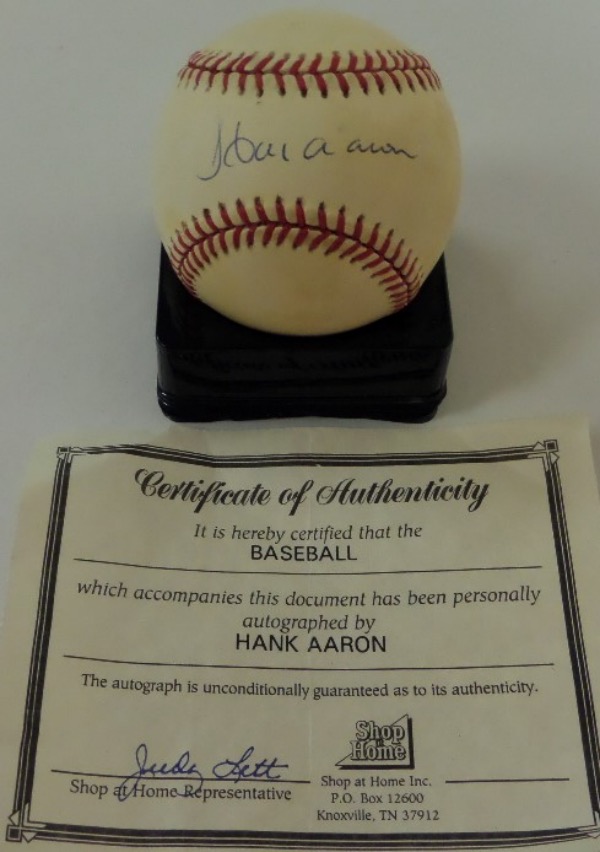 Hank Aaron
Certificate of Authenticity
It is hereby certified that the
BASEBALL
which accompanies this document has been personally
autographed by
HANK AARON
The autograph is unconditionally guaranteed as to its authenticity.
Judy Lett
Shop at Home Representative
Shop at Home
Shop at Home Inc.
P.O. Box 12600
Knoxville, TN 37912